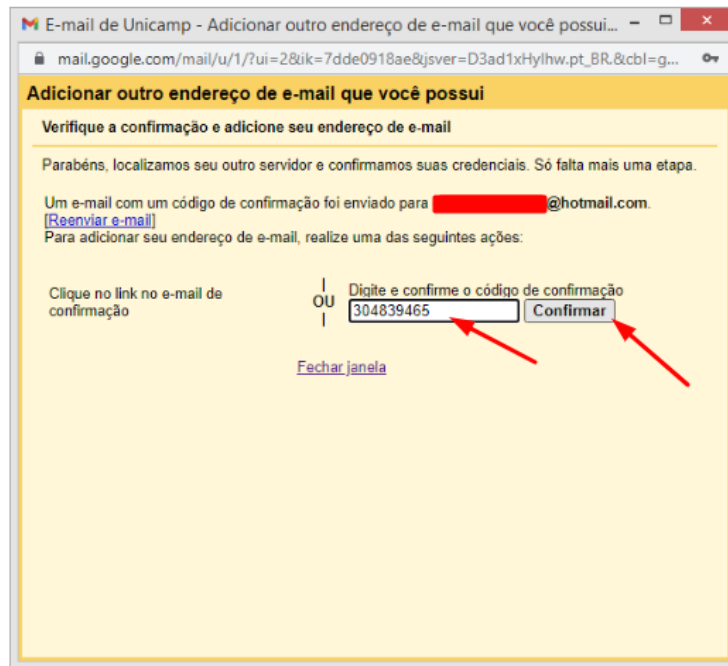 E-mail de Unicamp - Adicionar outro endereço de e-mail que você possui...
mail.google.com/mail/u/1/?ui=2&ik=7dde0918ae&jsver=D3ad1xHylhw.pt_BR.&cbl=g...
Adicionar outro endereço de e-mail que você possui
Verifique a confirmação e adicione seu endereço de e-mail
Parabéns, localizamos seu outro servidor e confirmamos suas credenciais. Só falta mais uma etapa.
Um e-mail com um código de confirmação foi enviado para @hotmail.com.
[Reenviar e-mail]
Para adicionar seu endereço de e-mail, realize uma das seguintes ações:
Clique no link no e-mail de
confirmação
OU
Digite e confirme o código de confirmação
304839465 Confirmar
Fechar janela